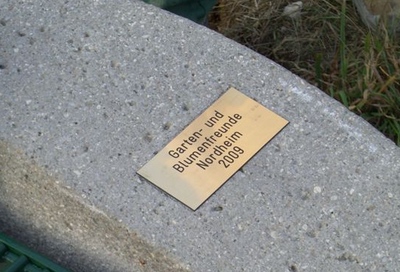 Garten- und
Blumenfreunde
Nordheim
2009